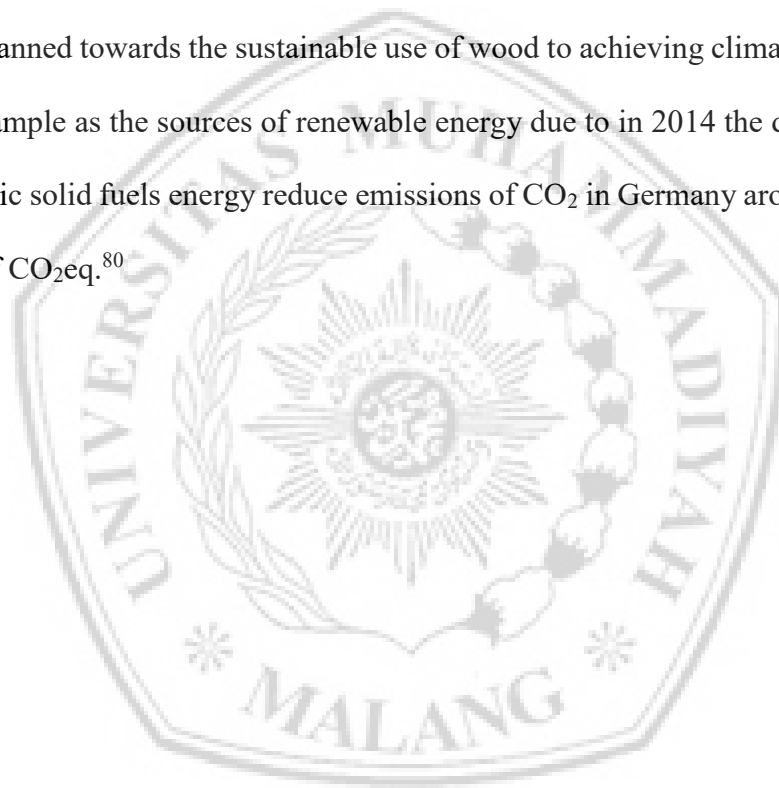 anned towards the sustainable use of wood to achieving clima
ample as the sources of renewable energy due to in 2014 the
ic solid fuels energy reduce emissions of CO₂ in Germany aro
CO₂eq.⁸⁰
UNIVERSITAS MUHAMMADIYAH
MALANG